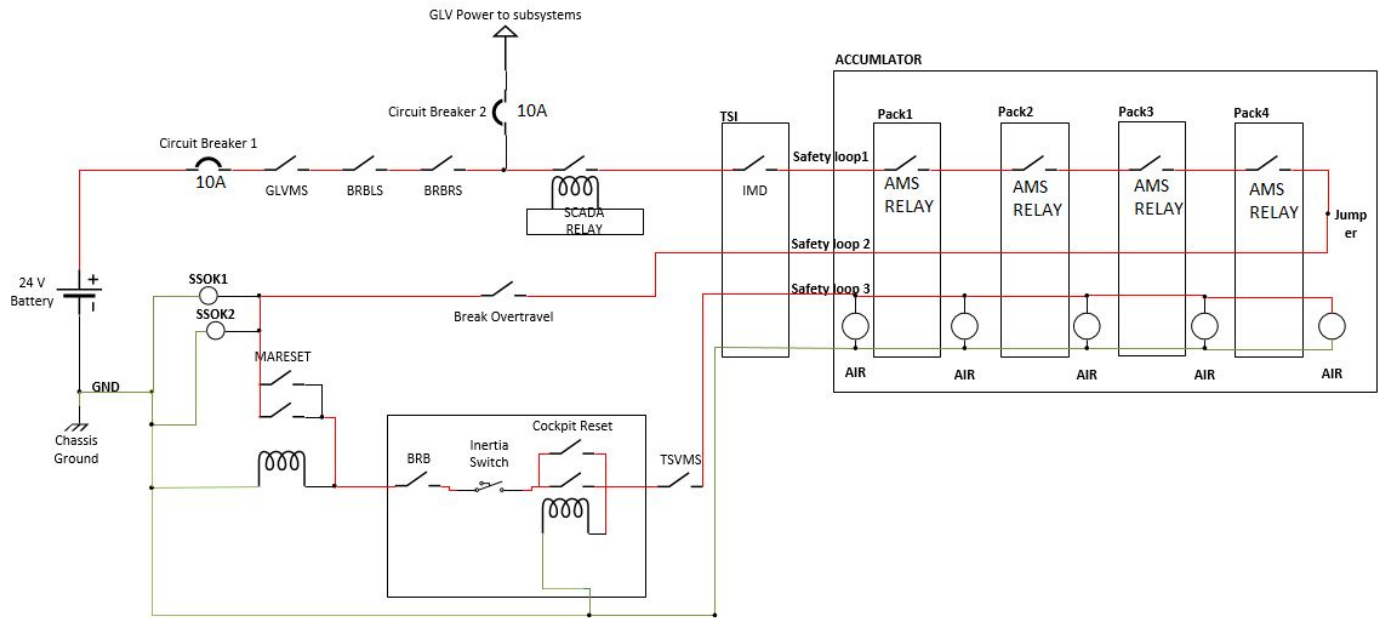 GLV Power to subsystems
ACCUMLATOR
Circuit Breaker 2
10A
TSI
Pack1
Pack2
Pack3
Pack4
Circuit Breaker 1
10A
GLVMS
BRBLS
BRBRS
SCADA
RELAY
IMD
Safety loop1
AMS
RELAY
AMS
RELAY
AMS
RELAY
AMS
RELAY
Jump
er
Safety loop 2
24 V
Battery
+
SSOK1
SSOK2
Break Overtravel
Safety loop 3
MARESET
GND
AIR
AIR
AIR
AIR
AIR
Chassis
Ground
BRB
Inertia
Switch
Cockpit Reset
TSVMS